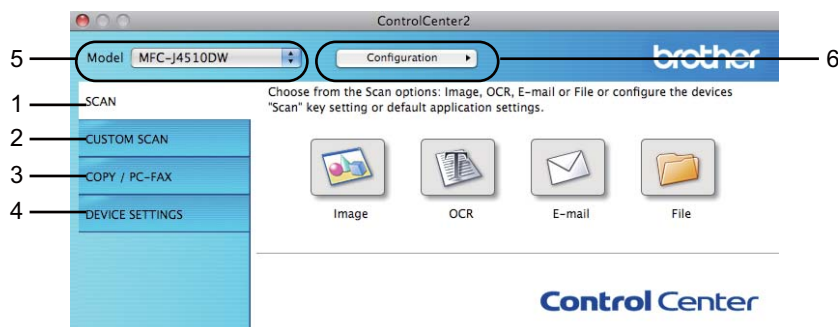 ControlCenter2
5 Model MFC-J4510DW Configuration brother 6
Choose from the Scan options: Image, OCR, E-mail or File or configure the devices
"Scan" key setting or default application settings.
1 SCAN
2 CUSTOM SCAN
3 COPY / PC-FAX
4 DEVICE SETTINGS
Image OCR E-mail File
Control Center